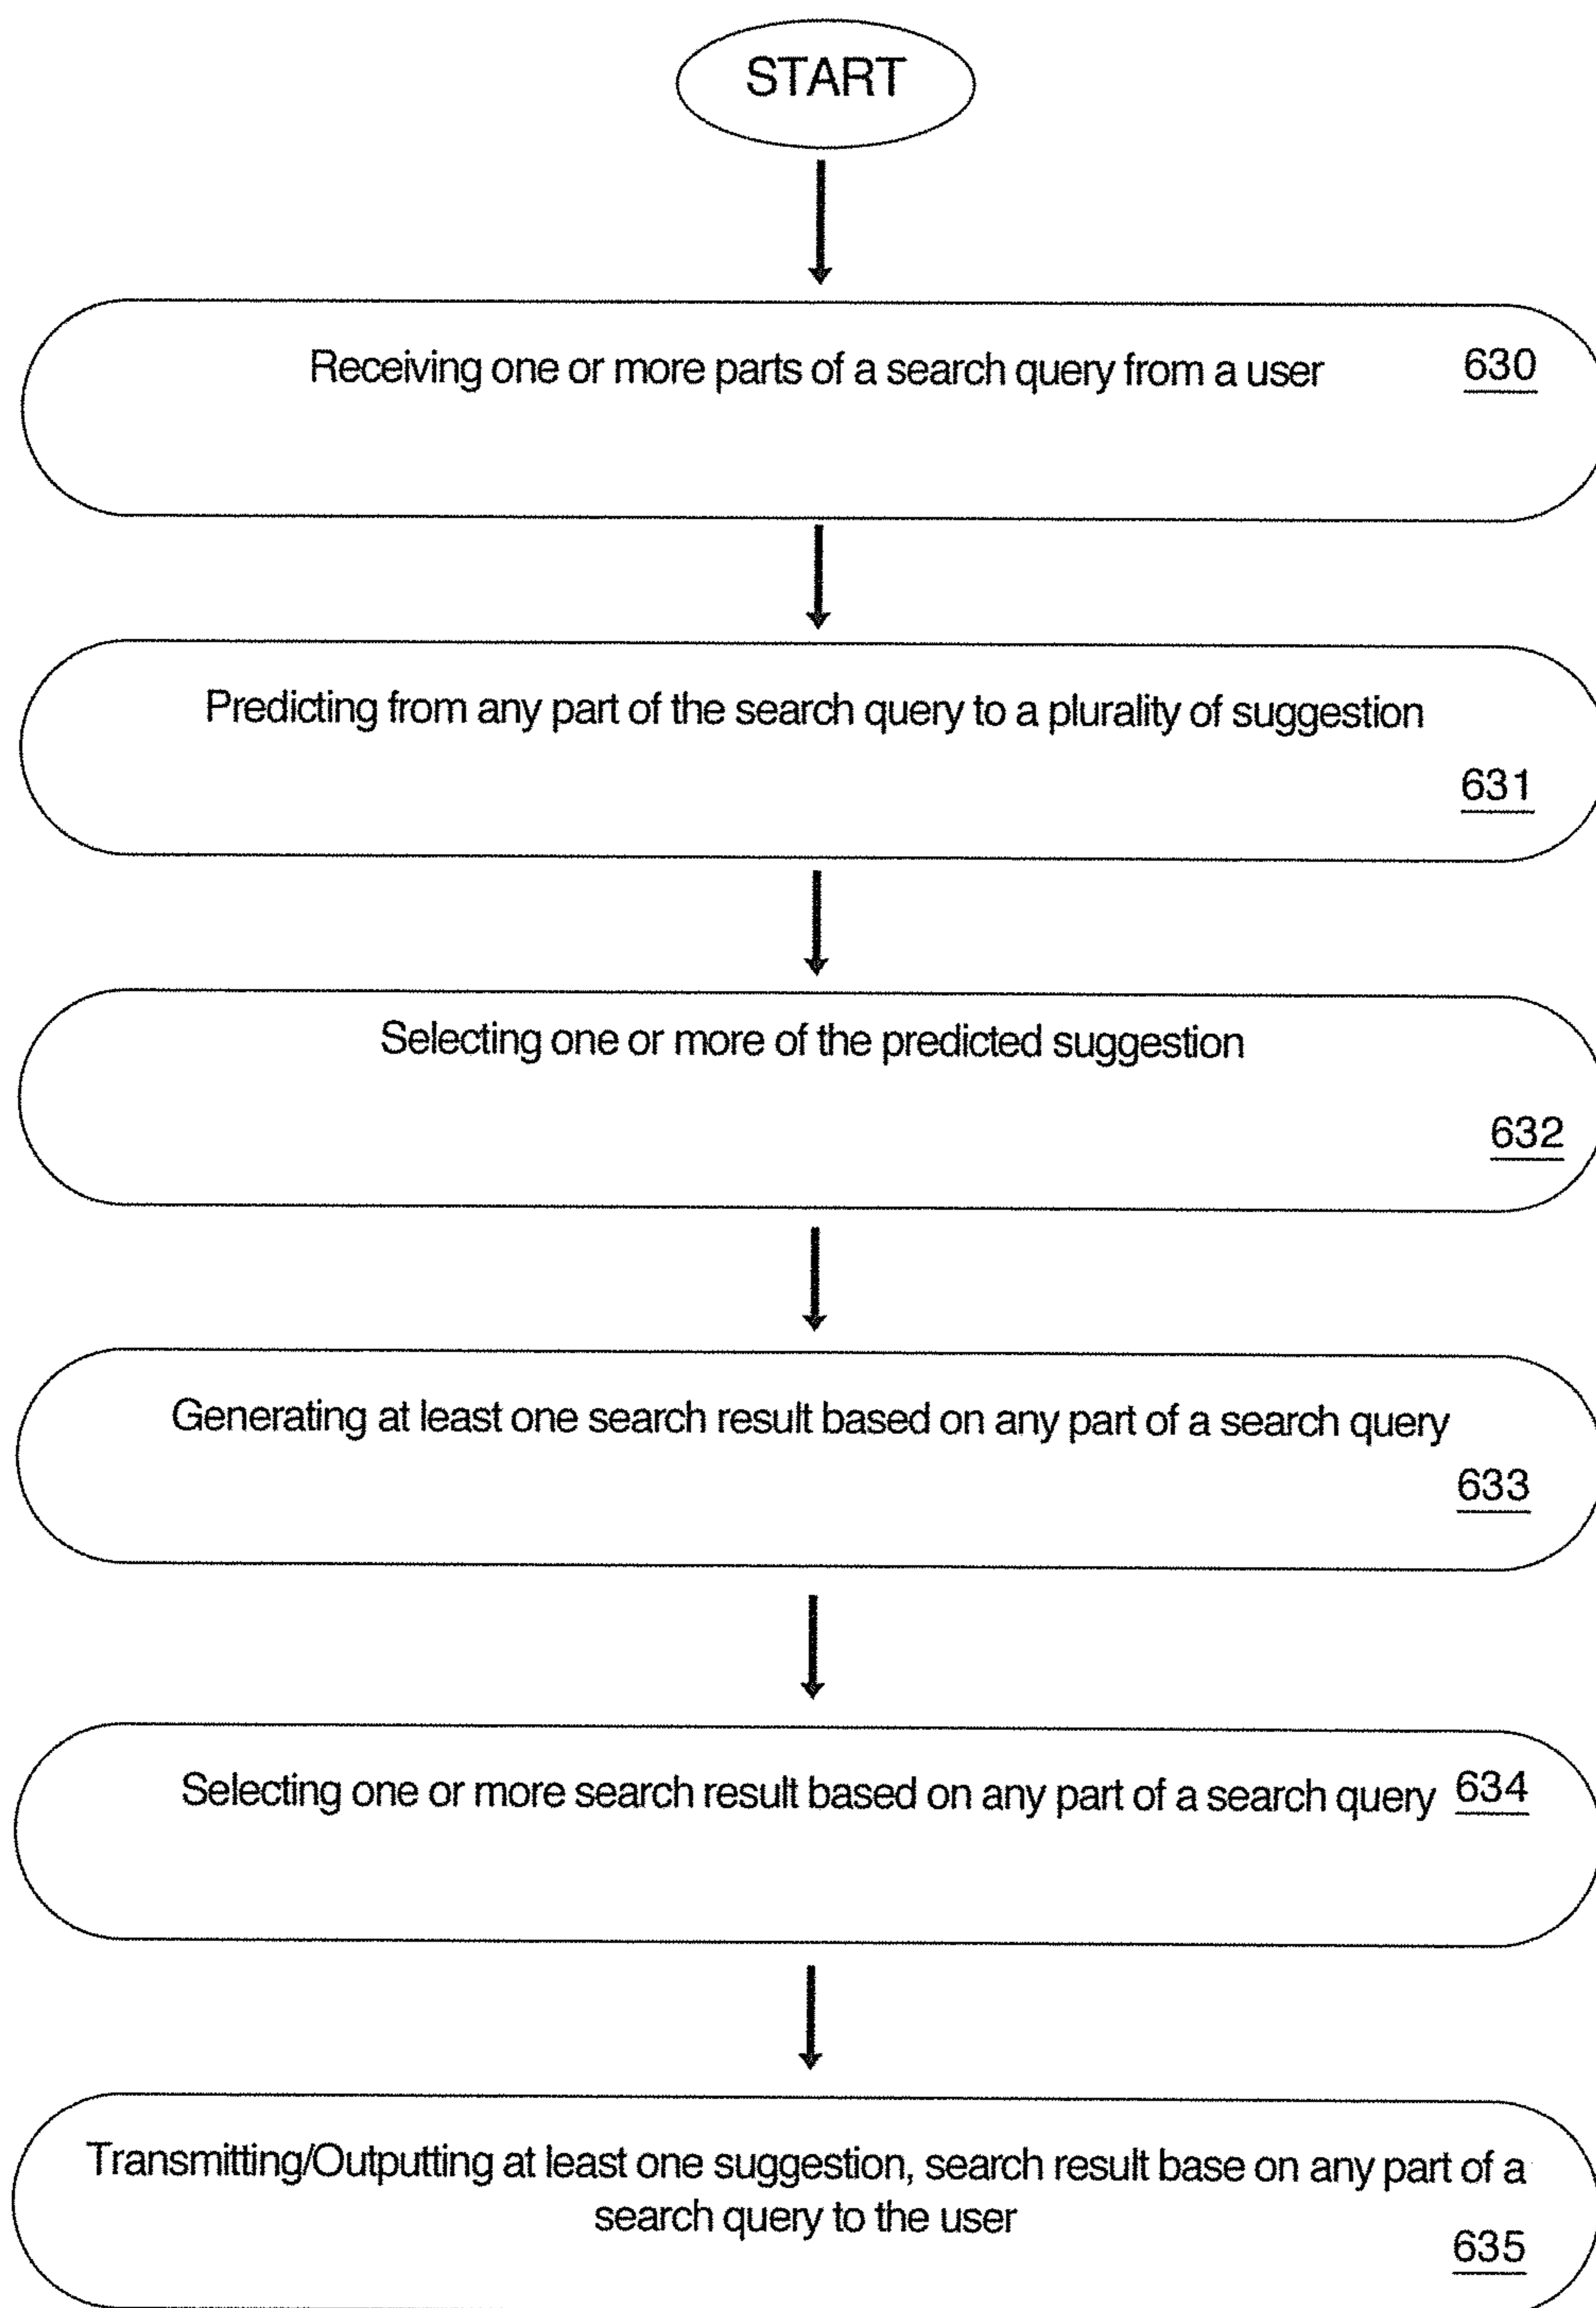 START
Receiving one or more parts of a search query from a user 630
Predicting from any part of the search query to a plurality of suggestion
631
Selecting one or more of the predicted suggestion
632
Generating at least one search result based on any part of a search query
633
Selecting one or more search result based on any part of a search query 634
Transmitting/Outputting at least one suggestion, search result base on any part of a
search query to the user
635